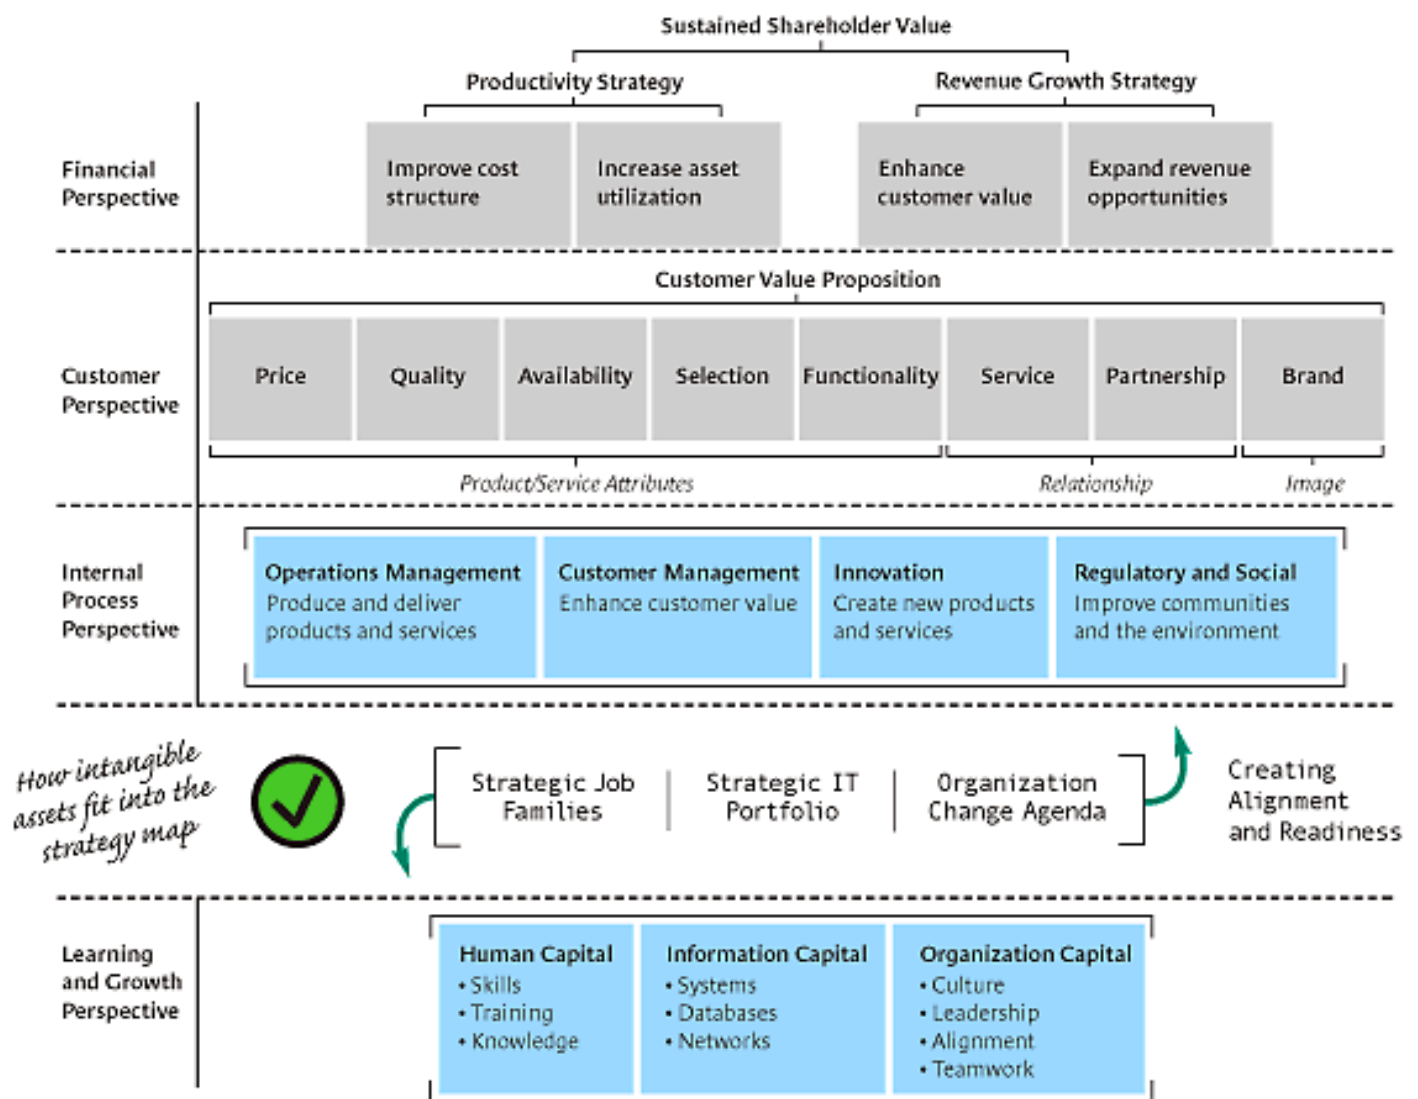 Sustained Shareholder Value
Productivity Strategy
Revenue Growth Strategy
Financial
Perspective
Improve cost
structure
Increase asset
utilization
Enhance
customer value
Expand revenue
opportunities
Customer Value Proposition
Customer
Perspective
Price
Quality
Availability
Selection
Functionality
Service
Partnership
Brand
Product/Service Attributes
Relationship
Image
Internal
Process
Perspective
Operations Management
Produce and deliver
products and services
Customer Management
Enhance customer value
Innovation
Create new products
and services
Regulatory and Social
Improve communities
and the environment
How intangible
assets fit into the
strategy map
Strategic Job
Families
Strategic IT
Portfolio
Organization
Change Agenda
Creating
Alignment
and Readiness
Learning
and Growth
Perspective
Human Capital
• Skills
• Training
• Knowledge
Information Capital
• Systems
• Databases
• Networks
Organization Capital
• Culture
• Leadership
• Alignment
• Teamwork